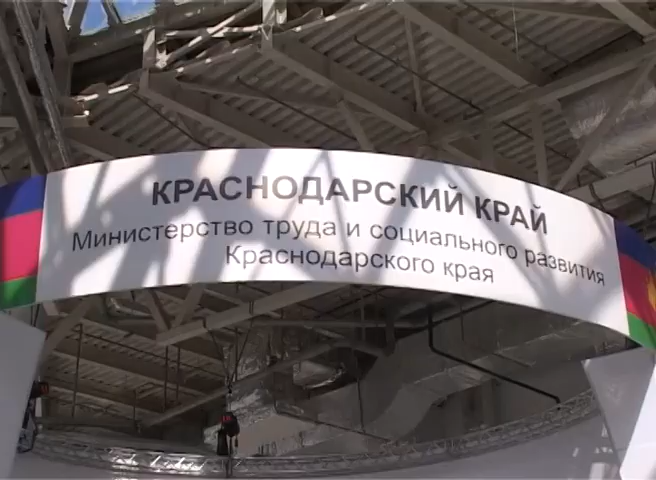 КРАСНОДАРСКИЙ КРАЙ
Министерство труда и социального развития
Краснодарского края